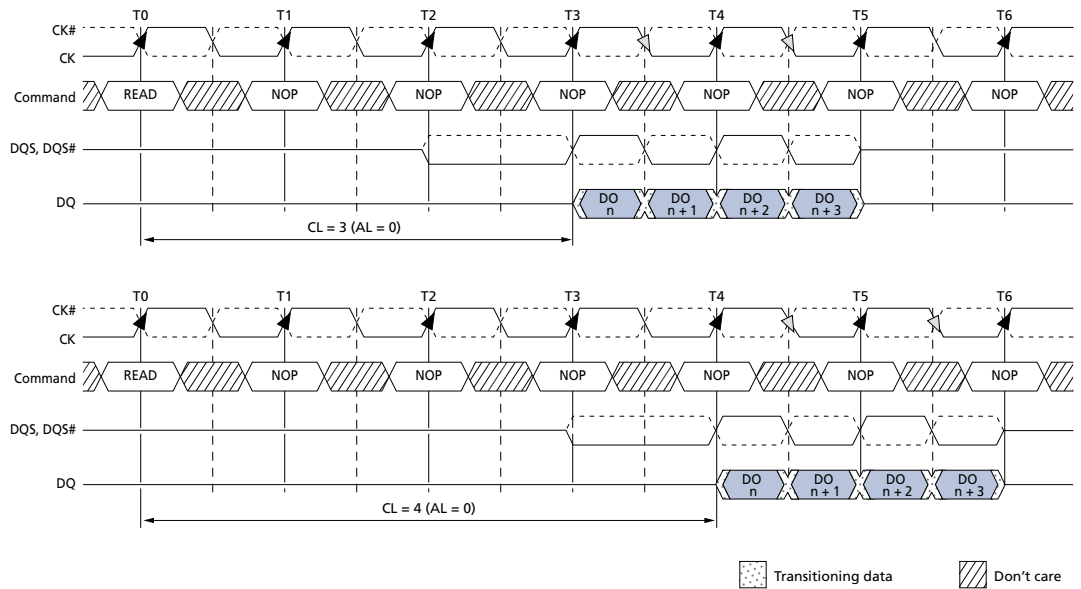 T0 T1 T2 T3 T4 T5 T6
CK#
CK
Command READ NOP NOP NOP NOP NOP NOP
DQS, DQS#
DQ DO n DO n + 1 DO n + 2 DO n + 3
CL = 3 (AL = 0)
T0 T1 T2 T3 T4 T5 T6
CK#
CK
Command READ NOP NOP NOP NOP NOP NOP
DQS, DQS#
DQ DO n DO n + 1 DO n + 2 DO n + 3
CL = 4 (AL = 0)
Transitioning data Don't care